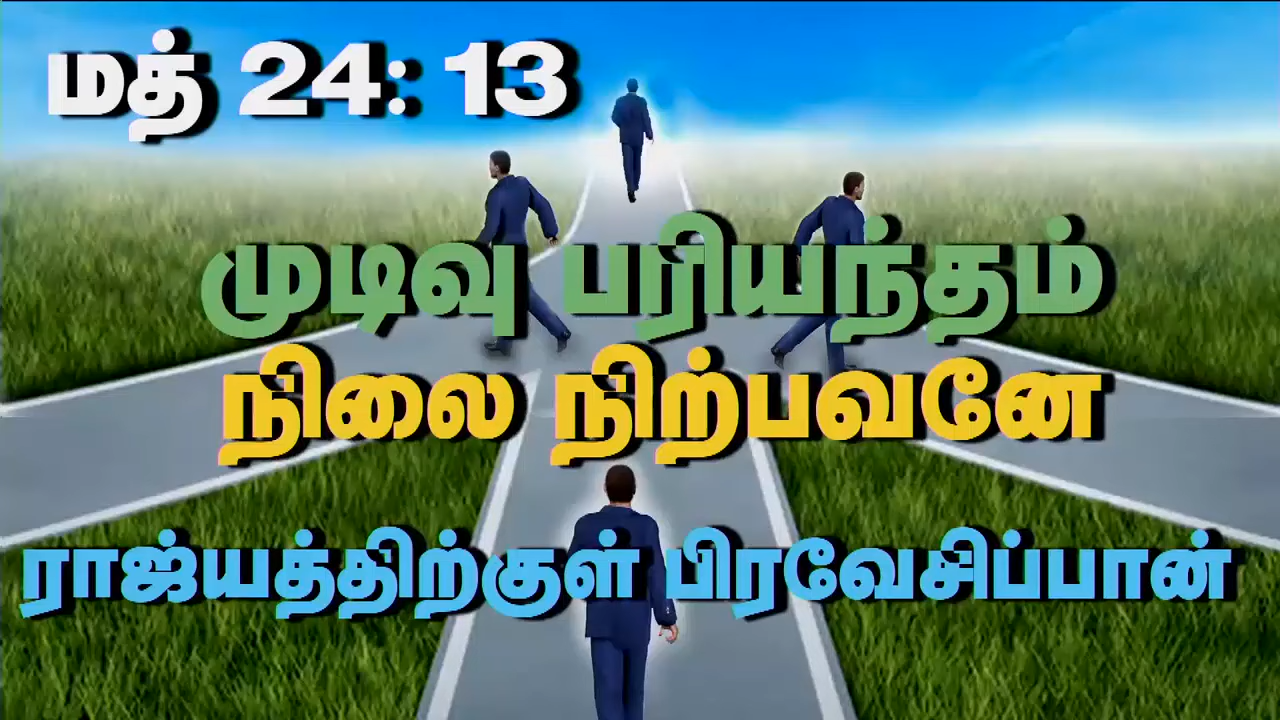 மத் 24: 13
முடிவு பரியந்தம்
நிலை நிற்பவனே
ராஜ்யத்திற்குள் பிரவேசிப்பான்